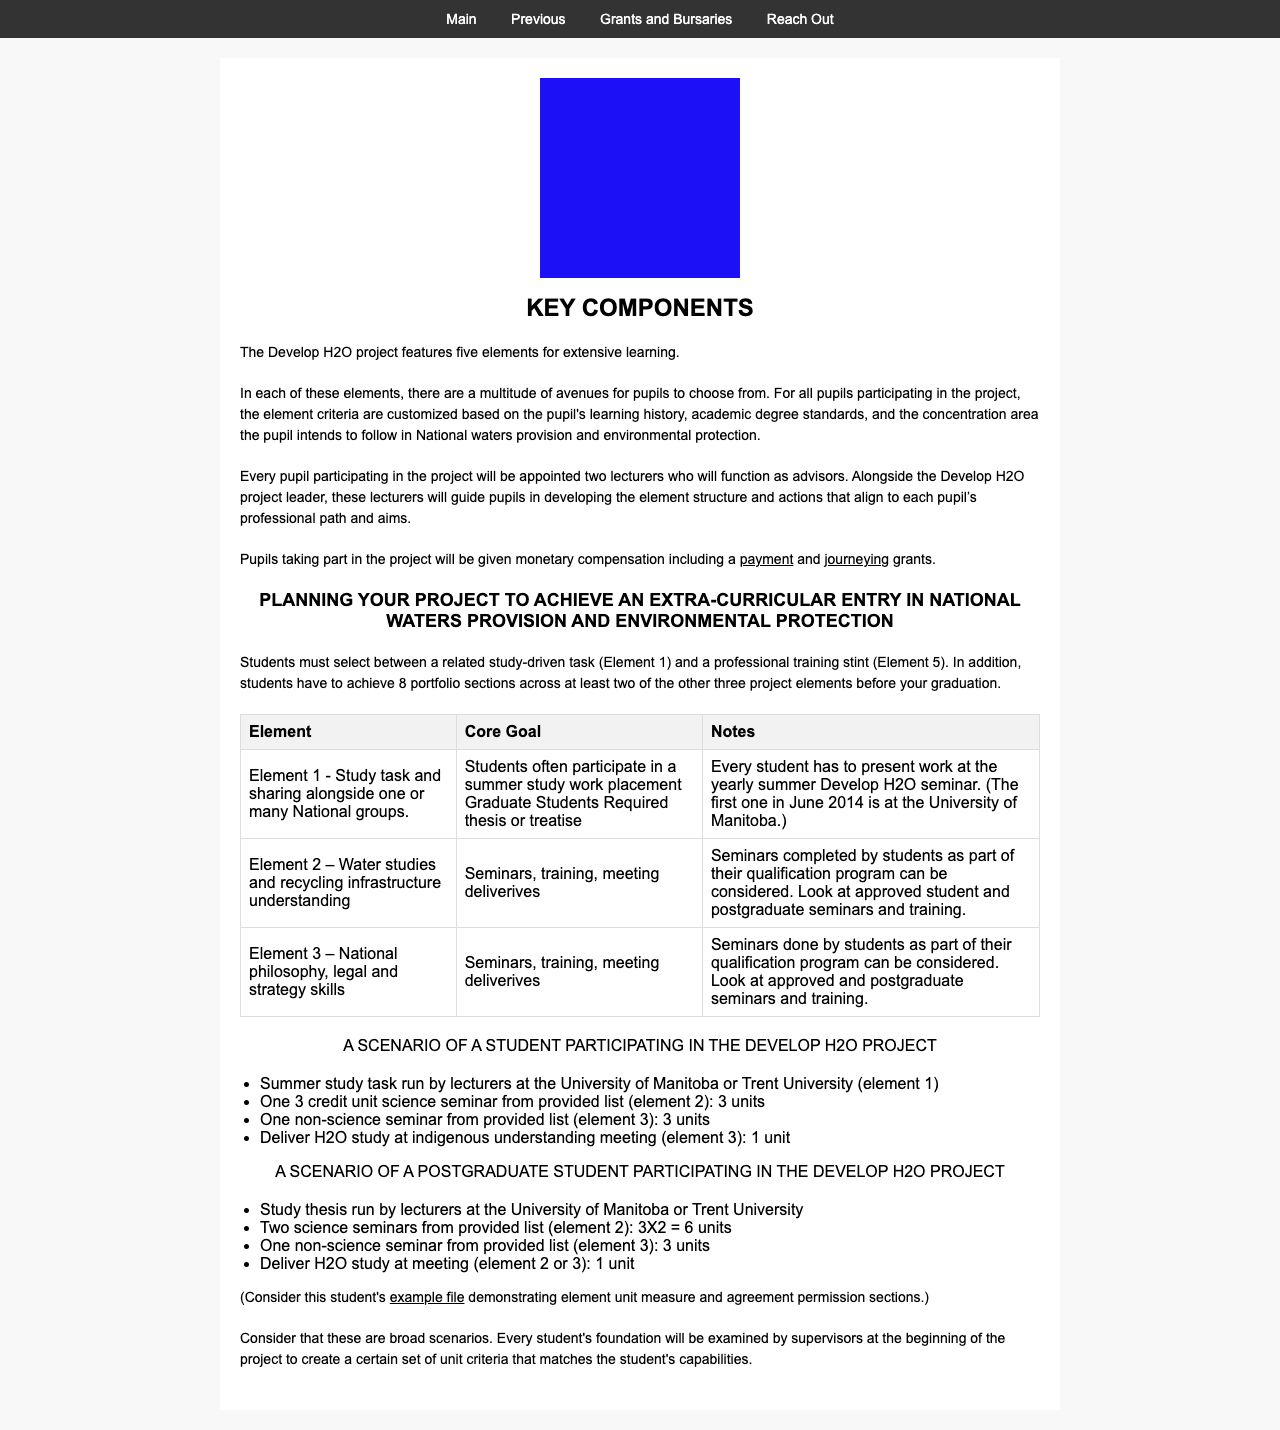 Main Previous Grants and Bursaries Reach Out
KEY COMPONENTS
The Develop H2O project features five elements for extensive learning.
In each of these elements, there are a multitude of avenues for pupils to choose from. For all pupils participating in the project,
the element criteria are customized based on the pupil's learning history, academic degree standards, and the concentration area
the pupil intends to follow in National waters provision and environmental protection.
Every pupil participating in the project will be appointed two lecturers who will function as advisors. Alongside the Develop H2O
project leader, these lecturers will guide pupils in developing the element structure and actions that align to each pupil's
professional path and aims.
Pupils taking part in the project will be given monetary compensation including a payment and journeying grants.
PLANNING YOUR PROJECT TO ACHIEVE AN EXTRA-CURRICULAR ENTRY IN NATIONAL
WATERS PROVISION AND ENVIRONMENTAL PROTECTION
Students must select between a related study-driven task (Element 1) and a professional training stint (Element 5). In addition,
students have to achieve 8 portfolio sections across at least two of the other three project elements before your graduation.
Element
Core Goal
Notes
Element 1 - Study task and
sharing alongside one or
many National groups.
Students often participate in a
summer study work placement
Graduate Students Required
thesis or treatise
Every student has to present work at the
yearly summer Develop H2O seminar. (The
first one in June 2014 is at the University of
Manitoba.)
Element 2 – Water studies
and recycling infrastructure
understanding
Seminars, training, meeting
deliverives
Seminars completed by students as part of
their qualification program can be
considered. Look at approved student and
postgraduate seminars and training.
Element 3 – National
philosophy, legal and
strategy skills
Seminars, training, meeting
deliverives
Seminars done by students as part of their
qualification program can be considered.
Look at approved and postgraduate
seminars and training.
A SCENARIO OF A STUDENT PARTICIPATING IN THE DEVELOP H2O PROJECT
• Summer study task run by lecturers at the University of Manitoba or Trent University (element 1)
• One 3 credit unit science seminar from provided list (element 2): 3 units
• One non-science seminar from provided list (element 3): 3 units
• Deliver H2O study at indigenous understanding meeting (element 3): 1 unit
A SCENARIO OF A POSTGRADUATE STUDENT PARTICIPATING IN THE DEVELOP H2O PROJECT
• Study thesis run by lecturers at the University of Manitoba or Trent University
• Two science seminars from provided list (element 2): 3X2 = 6 units
• One non-science seminar from provided list (element 3): 3 units
• Deliver H2O study at meeting (element 2 or 3): 1 unit
(Consider this student's example file demonstrating element unit measure and agreement permission sections.)
Consider that these are broad scenarios. Every student's foundation will be examined by supervisors at the beginning of the
project to create a certain set of unit criteria that matches the student's capabilities.